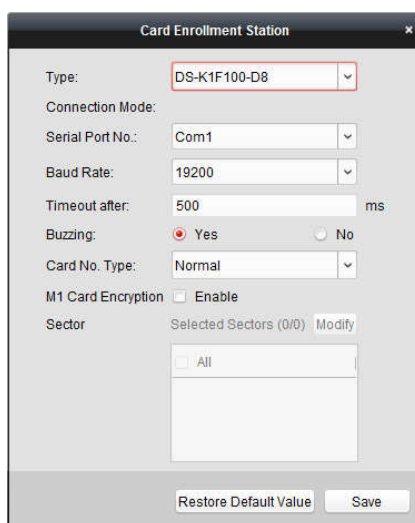 Card Enrollment Station ×
Type: DS-K1F100-D8
Connection Mode:
Serial Port No.: Com1
Baud Rate: 19200
Timeout after: 500 ms
Buzzing: Yes No
Card No. Type: Normal
M1 Card Encryption Enable
Sector Selected Sectors (0/0) Modify
All
Restore Default Value Save